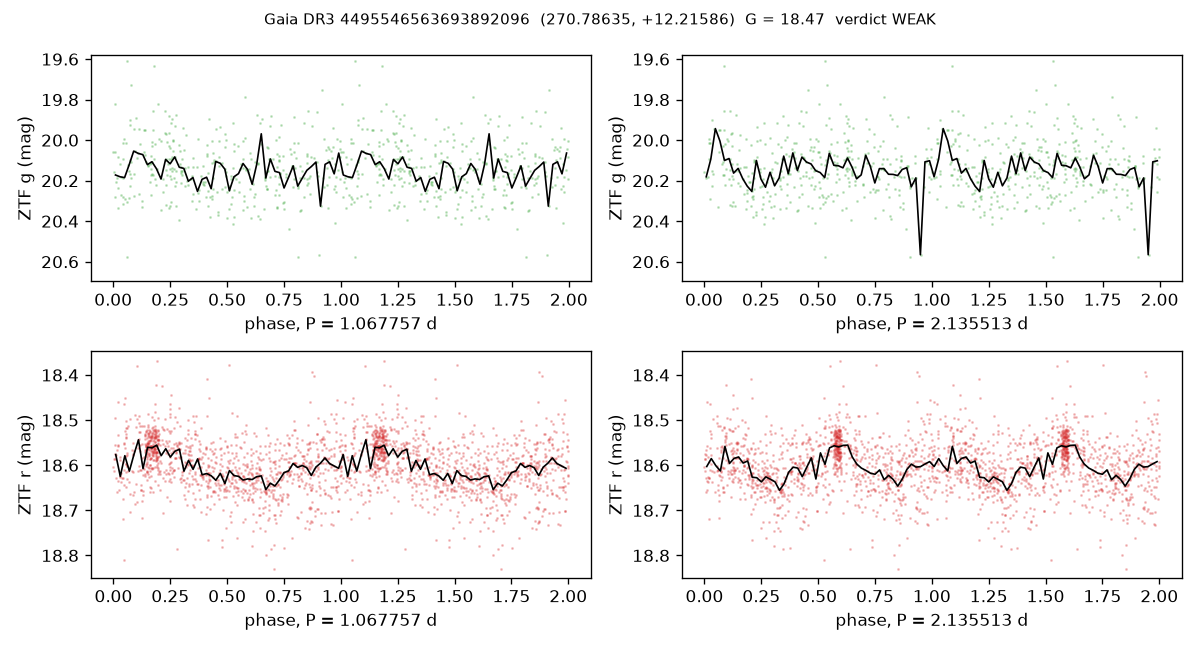 Gaia DR3 4495546563693892096  (270.78635, +12.21586)  G = 18.47  verdict WEAK
ZTF g (mag)
19.6
19.8
20.0
20.2
20.4
20.6
0.00 0.25 0.50 0.75 1.00 1.25 1.50 1.75 2.00
phase, P = 1.067757 d
ZTF g (mag)
19.6
19.8
20.0
20.2
20.4
20.6
0.00 0.25 0.50 0.75 1.00 1.25 1.50 1.75 2.00
phase, P = 2.135513 d
ZTF r (mag)
18.4
18.5
18.6
18.7
18.8
0.00 0.25 0.50 0.75 1.00 1.25 1.50 1.75 2.00
phase, P = 1.067757 d
ZTF r (mag)
18.4
18.5
18.6
18.7
18.8
0.00 0.25 0.50 0.75 1.00 1.25 1.50 1.75 2.00
phase, P = 2.135513 d